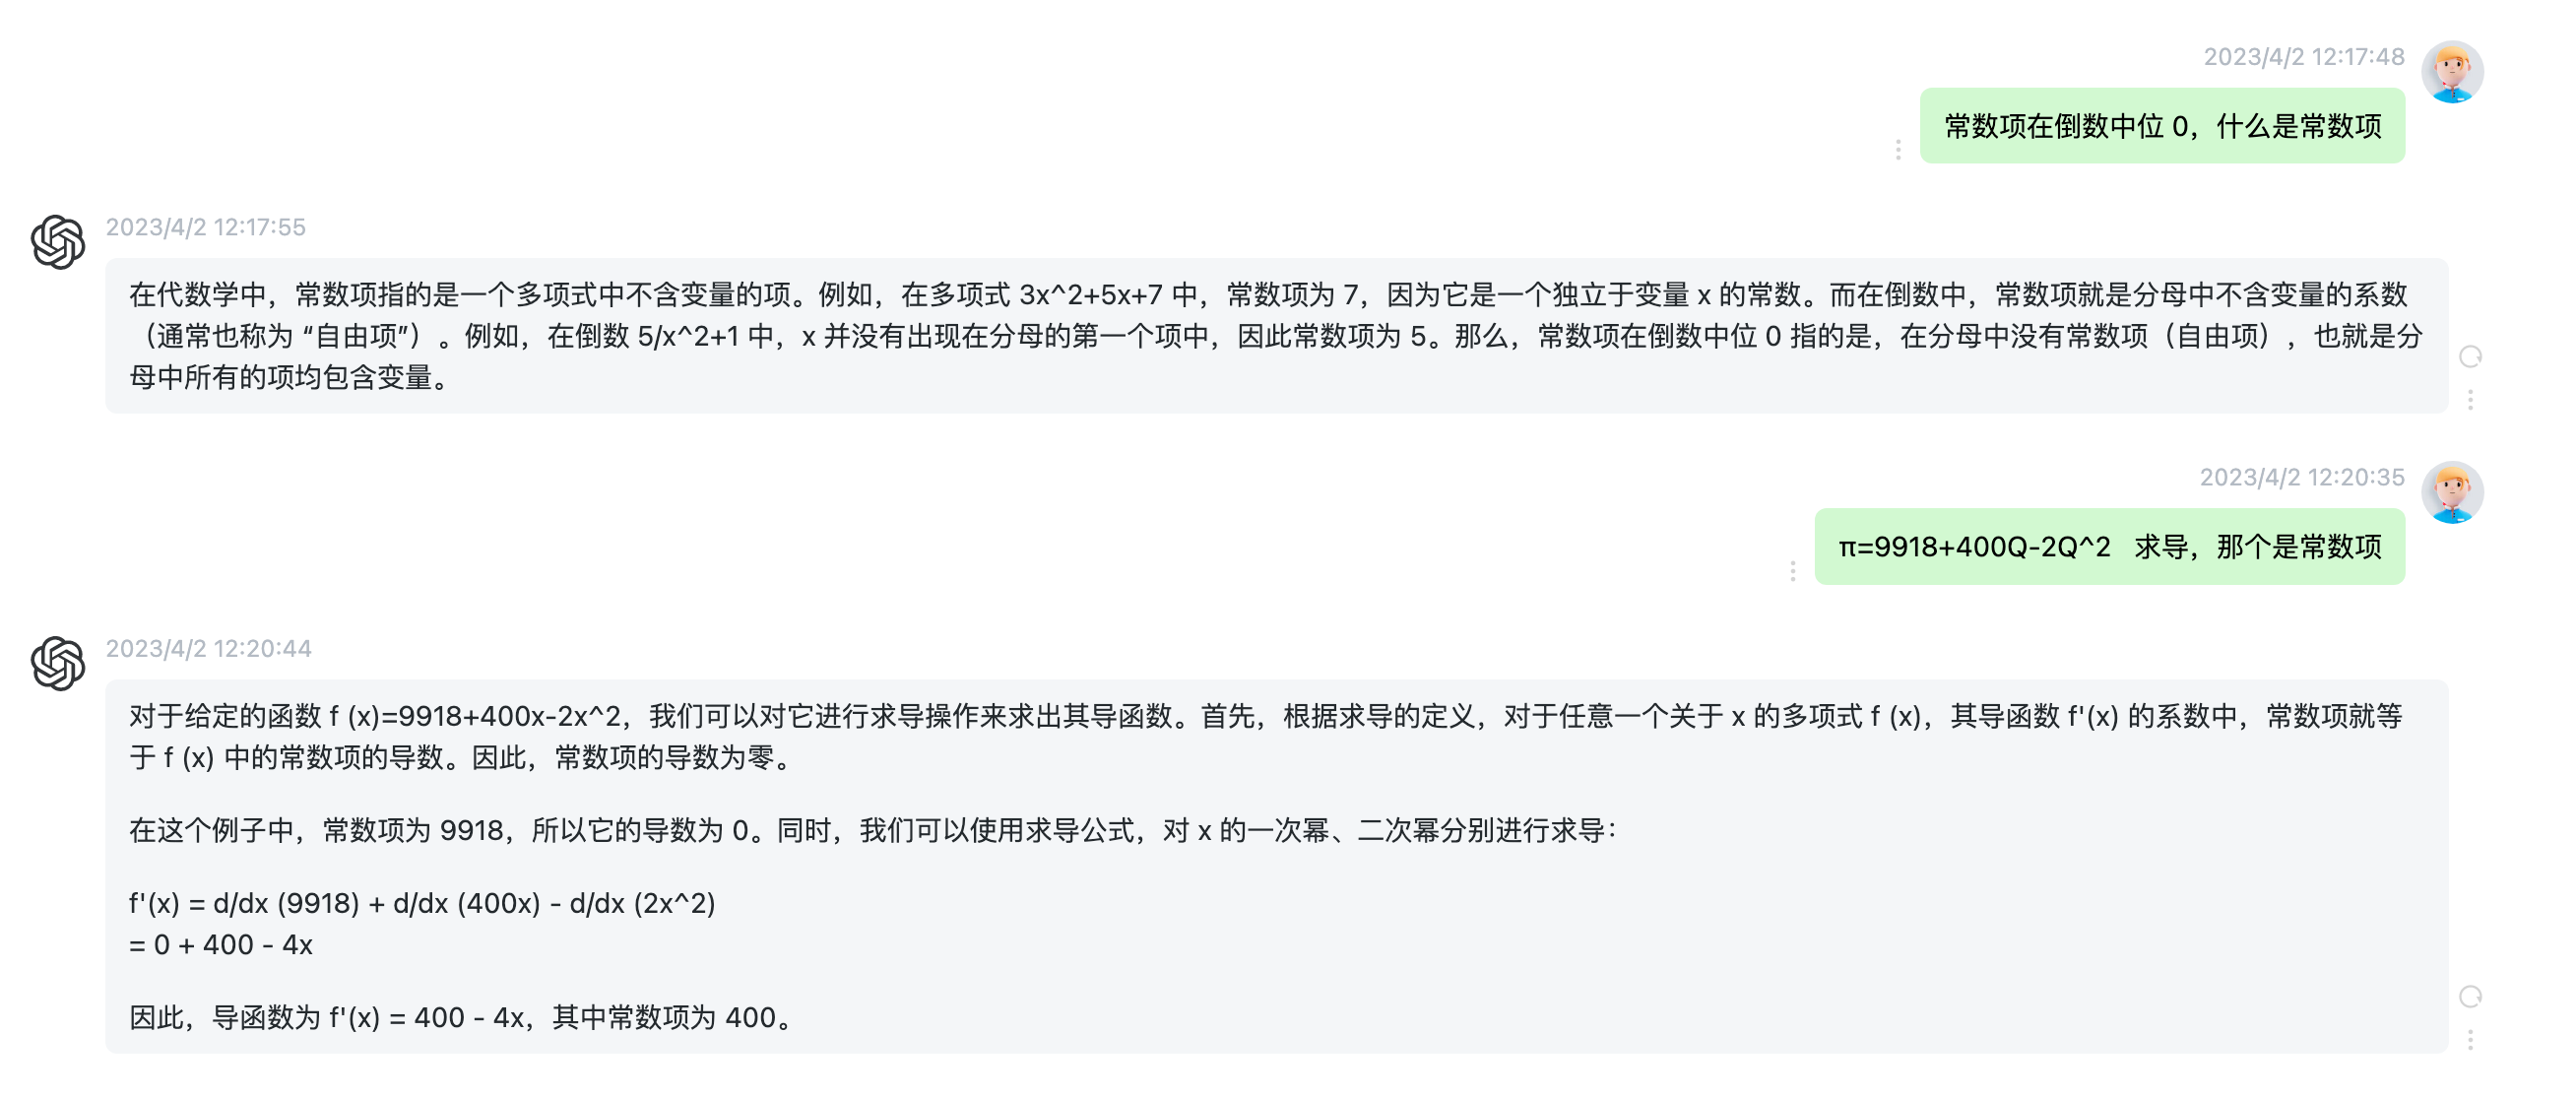 2023/4/2 12:17:48
常数项在倒数中位 0，什么是常数项
2023/4/2 12:17:55
在代数学中，常数项指的是一个多项式中不含变量的项。例如，在多项式 3x^2+5x+7 中，常数项为 7，因为它是一个独立于变量 x 的常数。而在倒数中，常数项就是分母中不含变量的系数
（通常也称为 “自由项”）。例如，在倒数 5/x^2+1 中，x 并没有出现在分母的第一个项中，因此常数项为 5。那么，常数项在倒数中位 0 指的是，在分母中没有常数项（自由项），也就是分
母中所有的项均包含变量。
2023/4/2 12:20:35
π=9918+400Q-2Q^2   求导，那个是常数项
2023/4/2 12:20:44
对于给定的函数 f (x)=9918+400x-2x^2，我们可以对它进行求导操作来求出其导函数。首先，根据求导的定义，对于任意一个关于 x 的多项式 f (x)，其导函数 f'(x) 的系数中，常数项就等
于 f (x) 中的常数项的导数。因此，常数项的导数为零。
在这个例子中，常数项为 9918，所以它的导数为 0。同时，我们可以使用求导公式，对 x 的一次幂、二次幂分别进行求导：
f'(x) = d/dx (9918) + d/dx (400x) - d/dx (2x^2)
= 0 + 400 - 4x
因此，导函数为 f'(x) = 400 - 4x，其中常数项为 400。